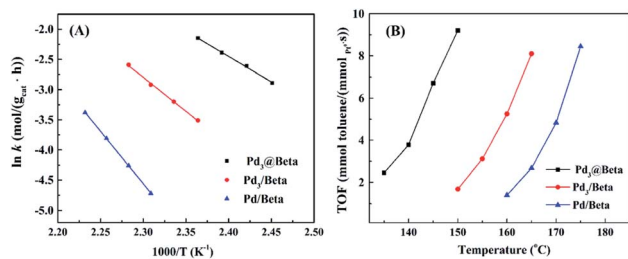 (A)
ln k (mol/(g_cat · h)
-2.0
-2.5
-3.0
-3.5
-4.0
-4.5
-5.0
Pd₃@Beta
Pd₃/Beta
Pd/Beta
2.20 2.25 2.30 2.35 2.40 2.45 2.50
1000/T (K⁻¹)
(B)
TOF (mmol toluene/(mmol_Pt·s)
10
8
6
4
2
0
Pd₃@Beta
Pd₃/Beta
Pd/Beta
140 150 160 170 180
Temperature (°C)